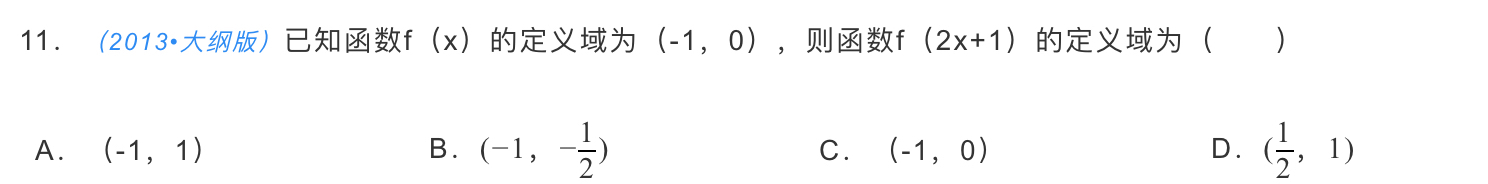 11. （2013•大纲版）已知函数f（x）的定义域为（-1，0），则函数f（2x+1）的定义域为（　　）
A. （-1，1） B. (−1，−1/2) C. （-1，0） D. (1/2，1)